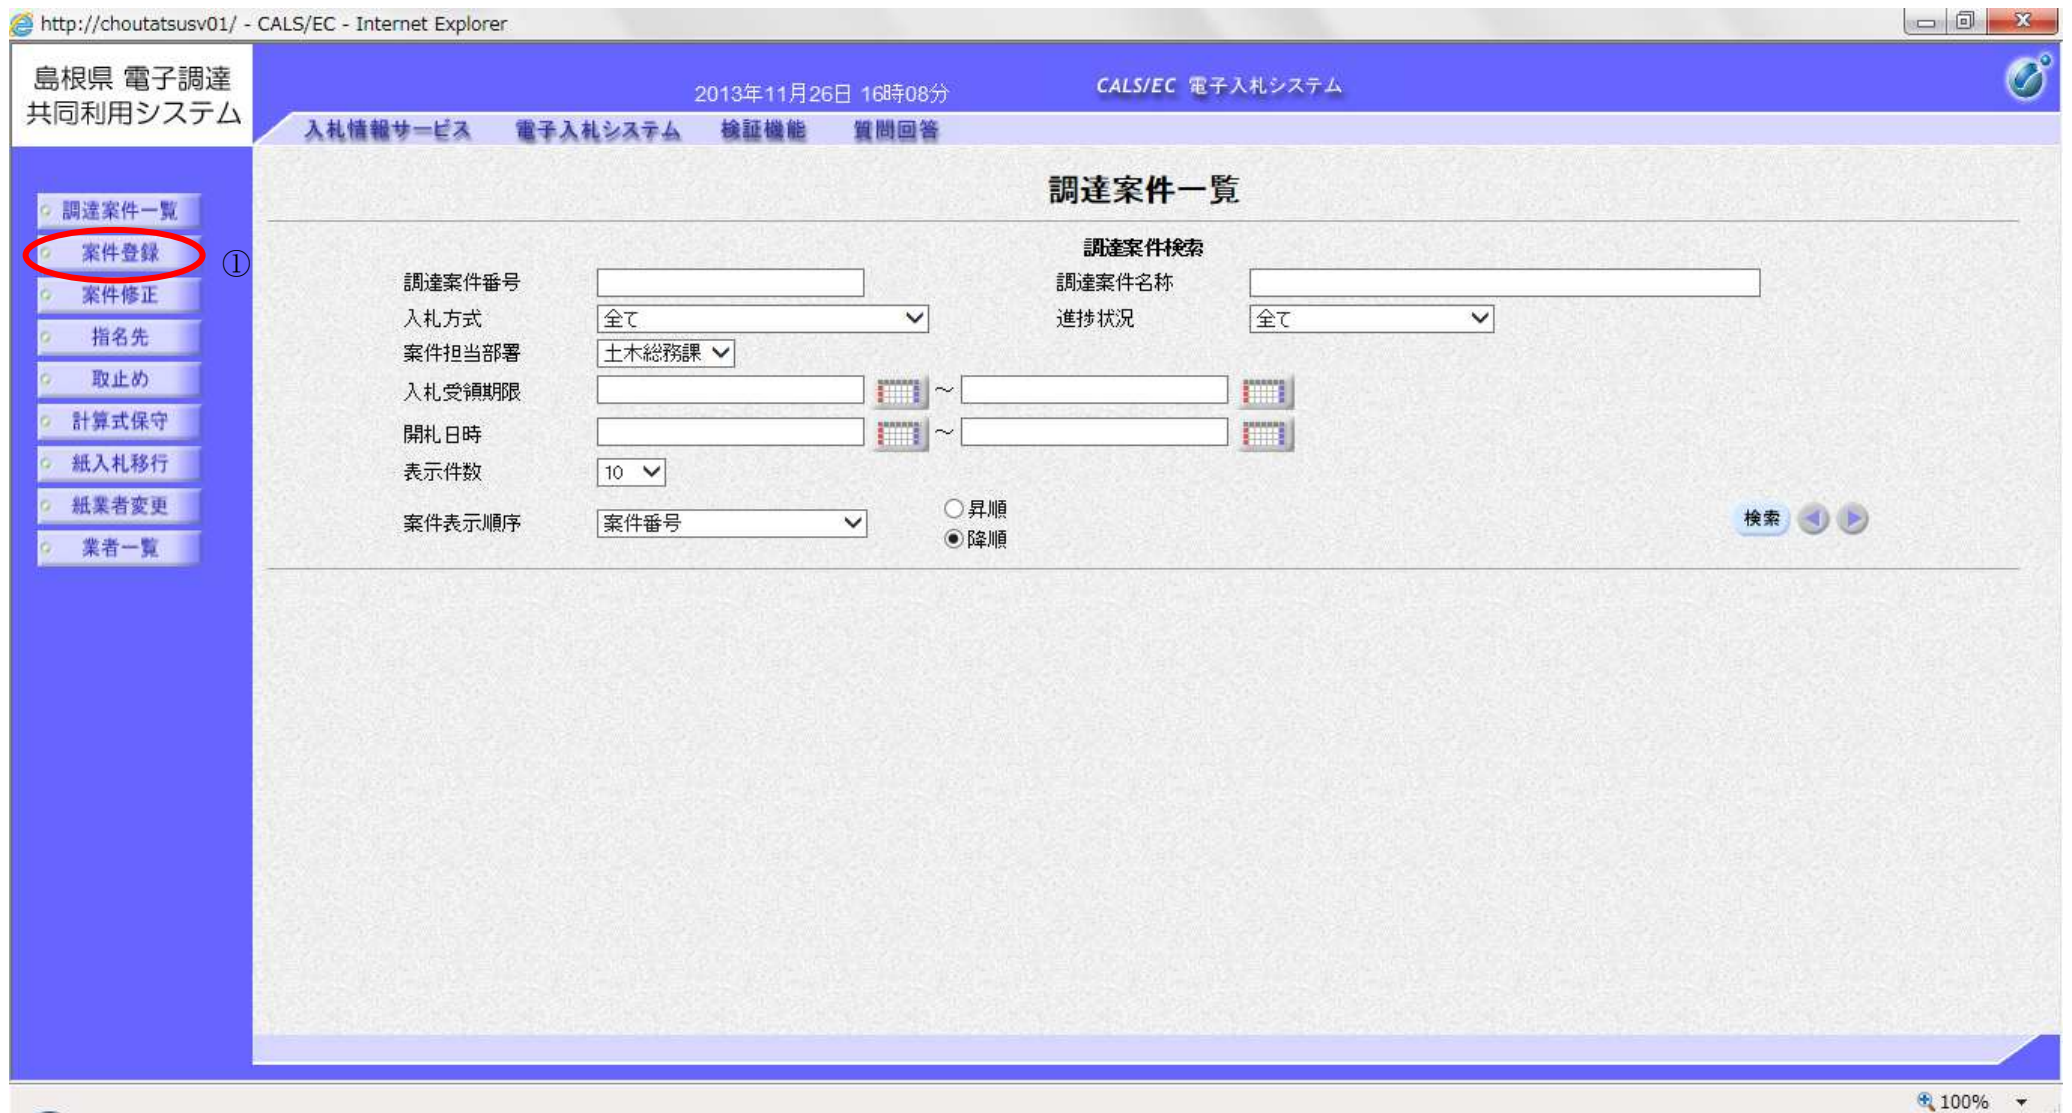 http://choutatsusv01/ - CALS/EC - Internet Explorer
島根県 電子調達
共同利用システム
2013年11月26日 16時08分
CALS/EC 電子入札システム
入札情報サービス 電子入札システム 検証機能 質問回答
調達案件一覧
案件登録
①
案件修正
指名先
取止め
計算式保守
紙入札移行
紙業者変更
業者一覧
調達案件一覧
調達案件検索
調達案件番号 調達案件名称
入札方式 全て 進捗状況 全て
案件担当部署 土木総務課
入札受領期限 ～
開札日時 ～
表示件数 10
案件表示順序 案件番号
昇順
降順
検索
100%